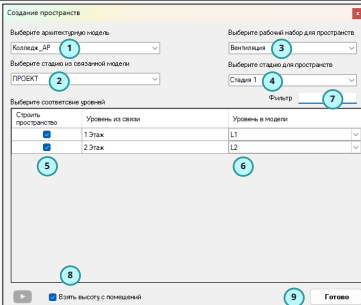 Создание пространств
x
Выберите архитектурную модель
Выберите рабочий набор для пространств
Колледж_АР
1
Вентиляция
3
Выберите стадию из связанной модели
Выберите стадию для пространств
ПРОЕКТ
2
Стадия 1
4
Фильтр
7
Выберите соответсвие уровней
Строить пространство
Уровень из связи
Уровень в модели
1 Этаж
L1
2 Этаж
L2
5
6
8
Взять высоту с помещений
9
Готово